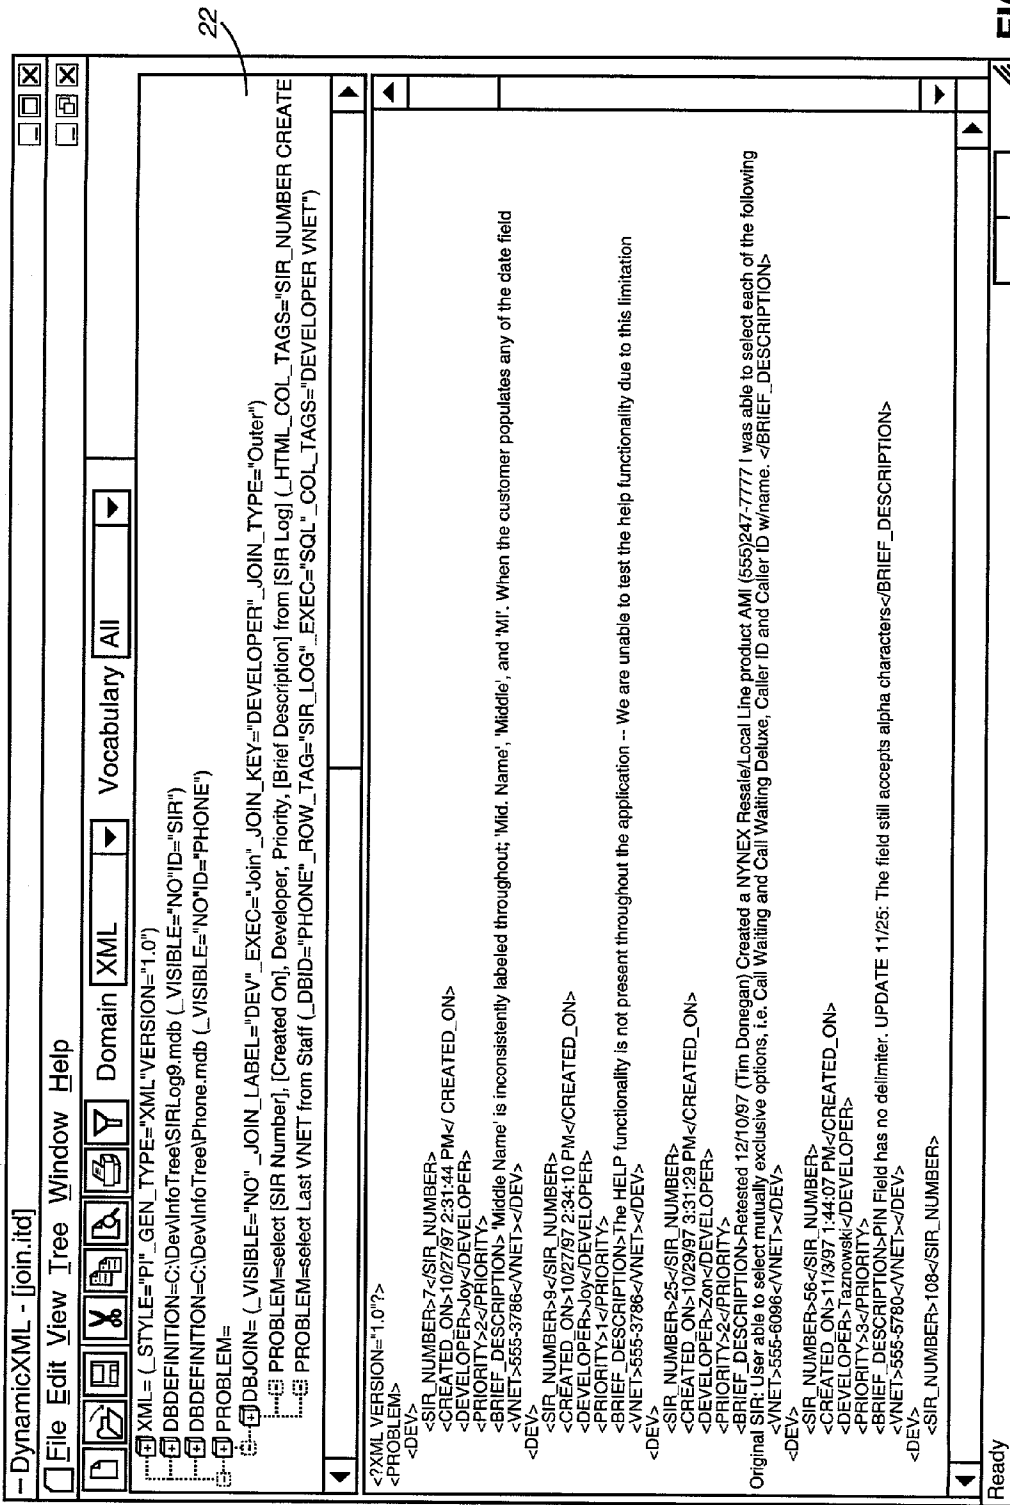 DynamicXML - [join.itd]
File Edit View Tree Window Help
Domain XML Vocabulary All
XML= (_STYLE="PI"_GEN_TYPE="XML"VERSION="1.0")
DBDEFINITION=C:\Dev\InfoTree\SIRLog9.mdb (_VISIBLE="NO"ID="SIR")
DBDEFINITION=C:\Dev\InfoTree\Phone.mdb (_VISIBLE="NO"ID="PHONE")
PROBLEM=
DBJOIN= (_VISIBLE="NO"_JOIN_LABEL="DEV"_EXEC="Join"_JOIN_KEY="DEVELOPER"_JOIN_TYPE="Outer")
PROBLEM=select [SIR Number], [Created On], Developer, Priority, [Brief Description] from [SIR Log] (_HTML_COL_TAGS="SIR_NUMBER CREATE
PROBLEM=select Last VNET from Staff (_DBID="PHONE"_ROW_TAG="SIR_LOG"_EXEC="SQL"_COL_TAGS="DEVELOPER VNET")
22
<?XML VERSION="1.0"?>
<PROBLEM>
<DEV>
<SIR_NUMBER>7</SIR_NUMBER>
<CREATED_ON>10/27/97 2:31:44 PM</ CREATED_ON>
<DEVELOPER>Joy</DEVELOPER>
<PRIORITY>2</PRIORITY>
<BRIEF_DESCRIPTION> 'Middle Name' is inconsistently labeled throughout; 'Mid. Name', 'Middle', and 'MI'. When the customer populates any of the date field
<VNET>555-3786</VNET></DEV>
<DEV>
<SIR_NUMBER>9</SIR_NUMBER>
<CREATED_ON>10/27/97 2:34:10 PM</CREATED_ON>
<DEVELOPER>Joy</DEVELOPER>
<PRIORITY>1</PRIORITY>
<BRIEF_DESCRIPTION>The HELP functionality is not present throughout the application -- We are unable to test the help functionality due to this limitation
<VNET>555-3786</VNET></DEV>
<DEV>
<SIR_NUMBER>25</SIR_NUMBER>
<CREATED_ON>10/29/97 3:31:29 PM</CREATED_ON>
<DEVELOPER>Zon</DEVELOPER>
<PRIORITY>2</PRIORITY>
<BRIEF_DESCRIPTION>Retested 12/10/97 (Tim Donegan) Created a NYNEX Resale/Local Line product AMI (555)247-7777 I was able to select each of the following
Original SIR: User able to select mutually exclusive options, i.e. Call Waiting and Call Waiting Deluxe, Caller ID and Caller ID w/name. </BRIEF_DESCRIPTION>
<VNET>555-6096</VNET></DEV>
<DEV>
<SIR_NUMBER>56</SIR_NUMBER>
<CREATED_ON>11/3/97 1:44:07 PM</CREATED_ON>
<DEVELOPER>Taznowski</DEVELOPER>
<PRIORITY>3</PRIORITY>
<BRIEF_DESCRIPTION>PIN Field has no delimiter. UPDATE 11/25: The field still accepts alpha characters</BRIEF_DESCRIPTION>
<VNET>555-5780</VNET></DEV>
<DEV>
<SIR_NUMBER>108</SIR_NUMBER>
Ready